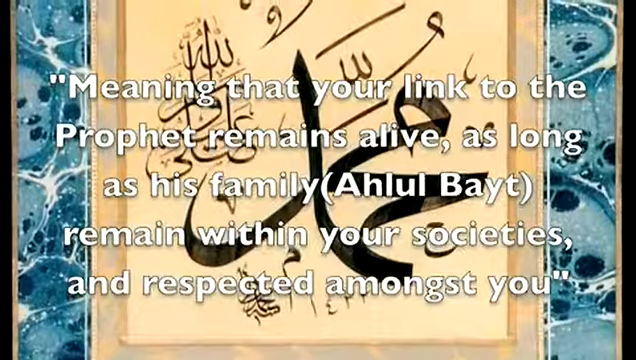 "Meaning that your link to the
Prophet remains alive, as long
as his family(Ahlul Bayt)
remain within your societies,
and respected amongst you"
محمد